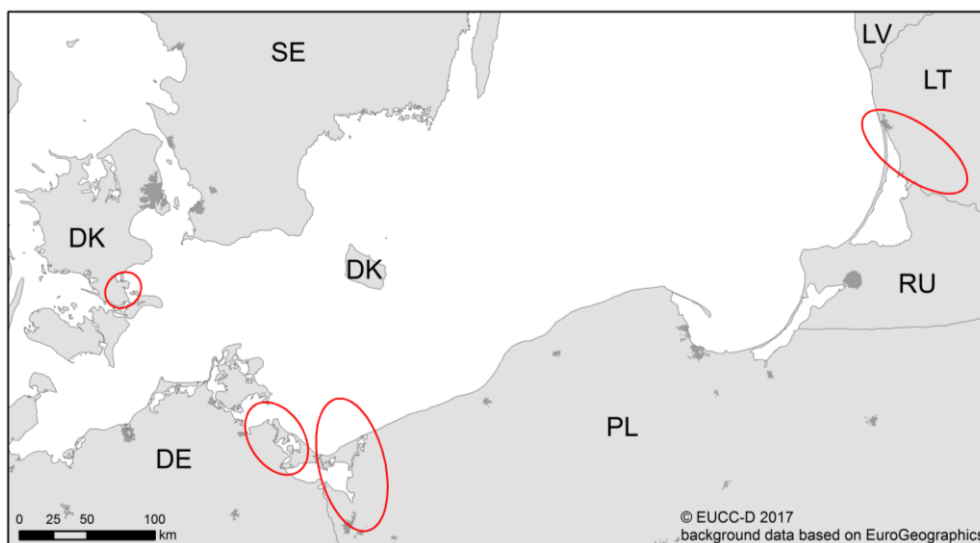 SE
LV
LT
DK
DK
RU
PL
DE
0 25 50 100
km
© EUCC-D 2017
background data based on EuroGeographics